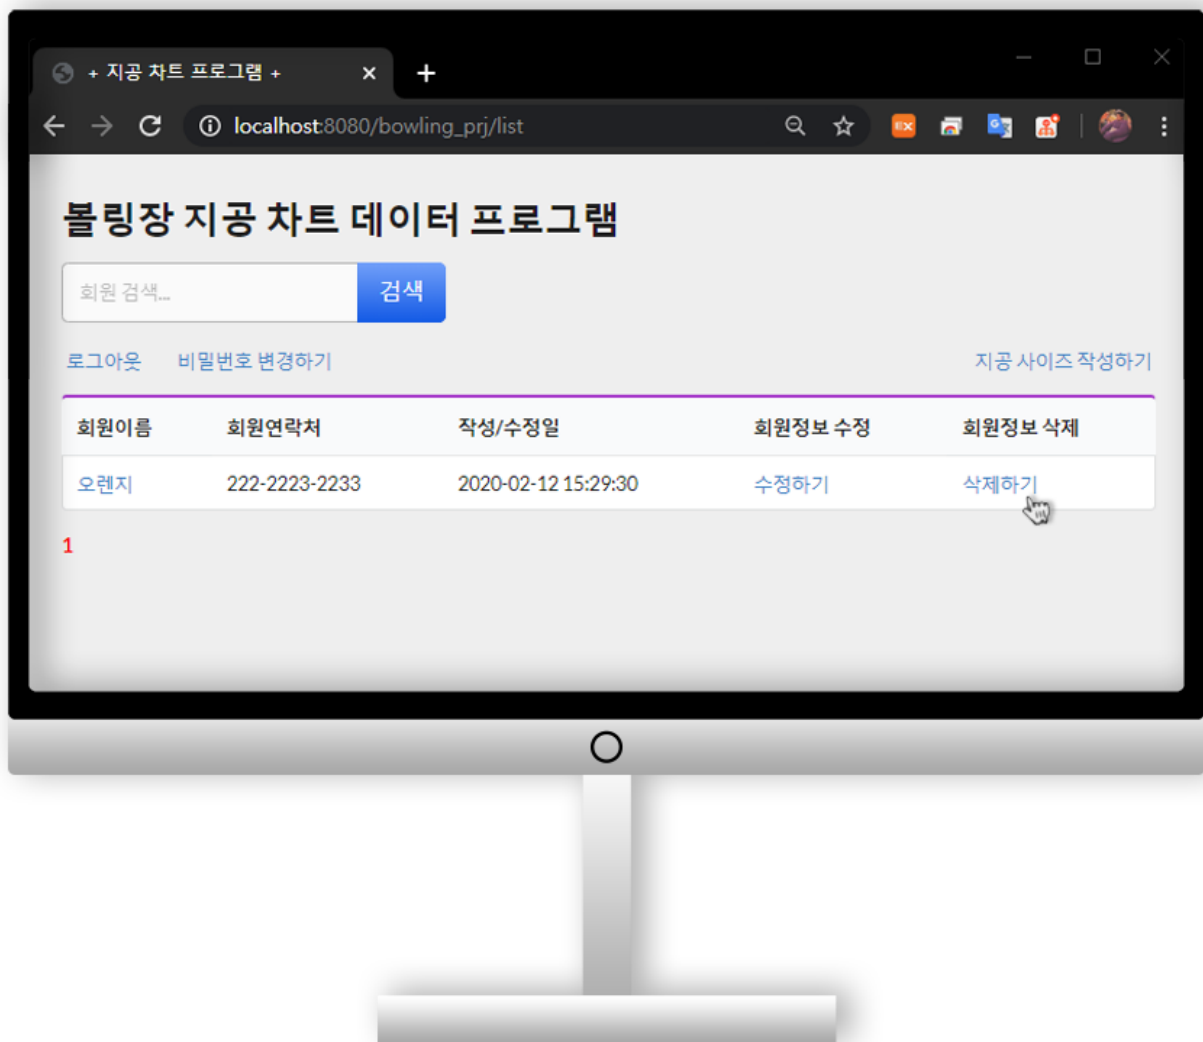 + 지공 차트 프로그램 +
localhost:8080/bowling_prj/list
볼링장 지공 차트 데이터 프로그램
회원 검색... 검색
로그아웃 비밀번호 변경하기 지공 사이즈 작성하기
회원이름 회원연락처 작성/수정일 회원정보 수정 회원정보 삭제
오렌지 222-2223-2233 2020-02-12 15:29:30 수정하기 삭제하기
1